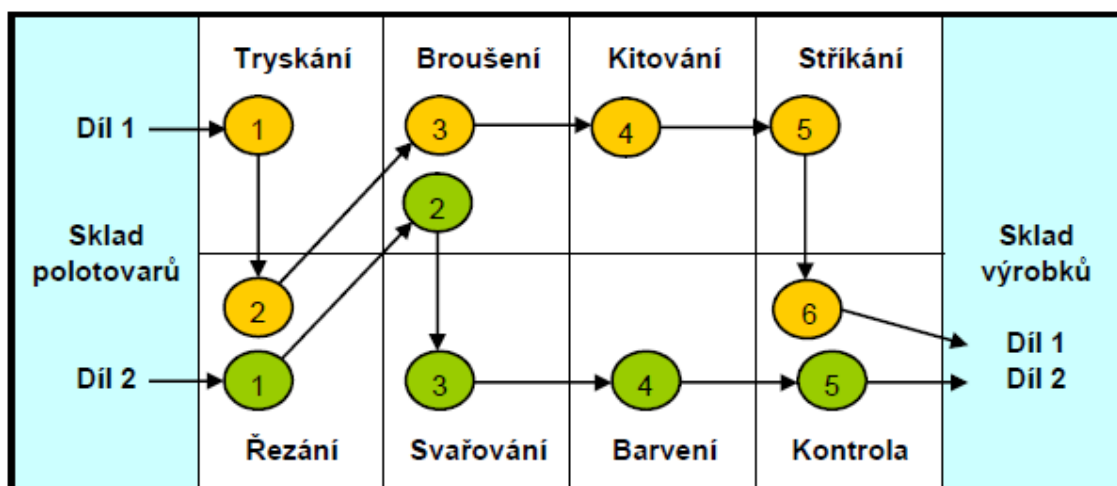 Tryskání Broušení Kitování Stříkání
Díl 1 1 3 4 5
2
Sklad
polotovarů
Sklad
výrobků
2 6
Díl 1
Díl 2 1 3 4 5 Díl 2
Řezání Svařování Barvení Kontrola